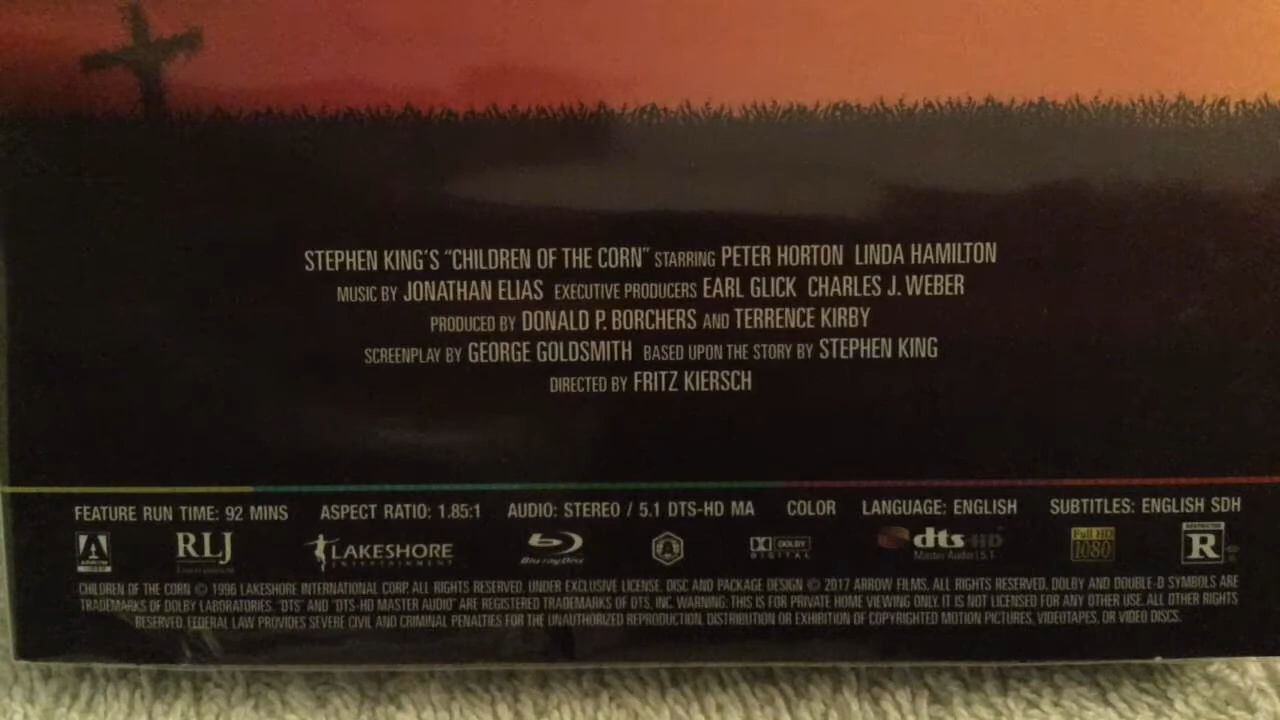 STEPHEN KING'S "CHILDREN OF THE CORN" STARRING PETER HORTON LINDA HAMILTON
MUSIC BY JONATHAN ELIAS EXECUTIVE PRODUCERS EARL GLICK CHARLES J. WEBER
PRODUCED BY DONALD P. BORCHERS AND TERRENCE KIRBY
SCREENPLAY BY GEORGE GOLDSMITH BASED UPON THE STORY BY STEPHEN KING
DIRECTED BY FRITZ KIERSCH
FEATURE RUN TIME: 92 MINS ASPECT RATIO: 1.85:1 AUDIO: STEREO / 5.1 DTS-HD MA COLOR LANGUAGE: ENGLISH SUBTITLES: ENGLISH SDH
RLJ LAKESHORE ENTERTAINMENT Blu-ray Disc DOLBY DIGITAL dts-HD Master Audio 5.1 Full HD 1080 RESTRICTED R
CHILDREN OF THE CORN © 1996 LAKESHORE INTERNATIONAL CORP. ALL RIGHTS RESERVED. UNDER EXCLUSIVE LICENSE. DISC AND PACKAGE DESIGN © 2017 ARROW FILMS. ALL RIGHTS RESERVED. DOLBY AND DOUBLE-D SYMBOLS ARE
TRADEMARKS OF DOLBY LABORATORIES. "DTS" AND "DTS-HD MASTER AUDIO" ARE REGISTERED TRADEMARKS OF DTS, INC. WARNING: THIS IS FOR PRIVATE HOME VIEWING ONLY. IT IS NOT LICENSED FOR ANY OTHER USE. ALL OTHER RIGHTS
RESERVED. FEDERAL LAW PROVIDES SEVERE CIVIL AND CRIMINAL PENALTIES FOR THE UNAUTHORIZED REPRODUCTION, DISTRIBUTION OR EXHIBITION OF COPYRIGHTED MOTION PICTURES, VIDEOTAPES, OR VIDEO DISCS.